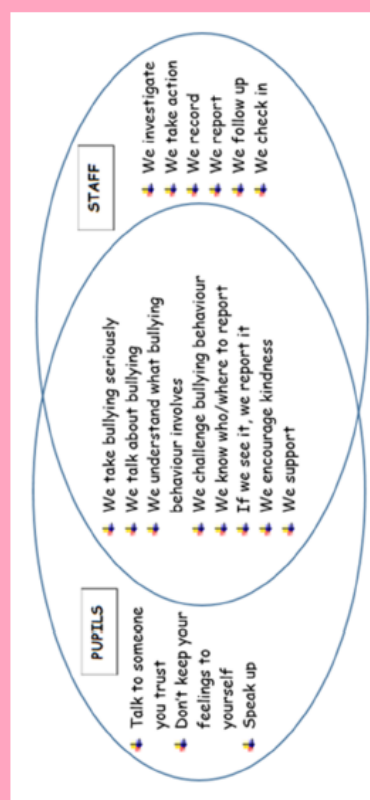 PUPILS
Talk to someone
you trust
Don't keep your
feelings to
yourself
Speak up
We take bullying seriously
We talk about bullying
We understand what bullying
behaviour involves
We challenge bullying behaviour
We know who/where to report
If we see it, we report it
We encourage kindness
We support
STAFF
We investigate
We take action
We record
We report
We follow up
We check in